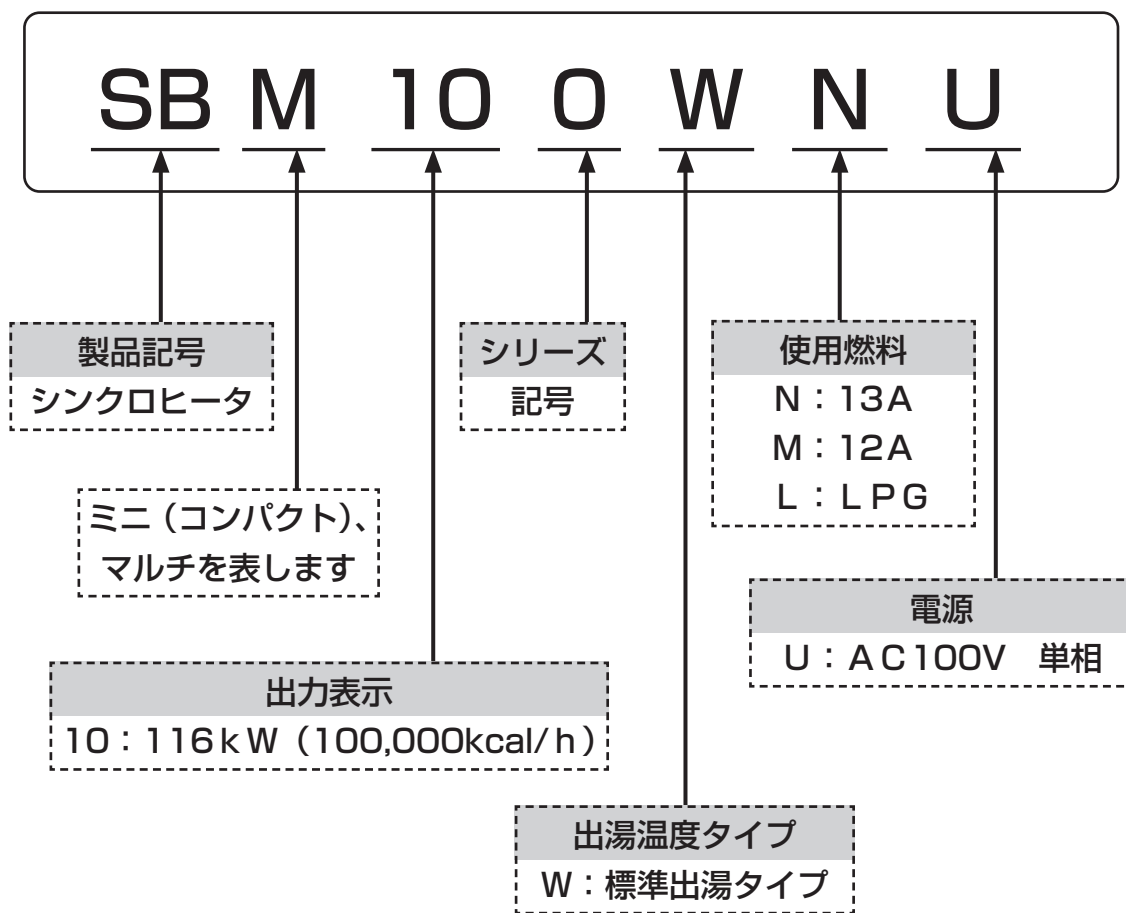 SB M 10 0 W N U
製品記号
シンクロヒータ
シリーズ
記号
使用燃料
N：13A
M：12A
L：LPG
ミニ（コンパクト）、
マルチを表します
電源
U：AC100V 単相
出力表示
10：116kW（100,000kcal/h）
出湯温度タイプ
W：標準出湯タイプ